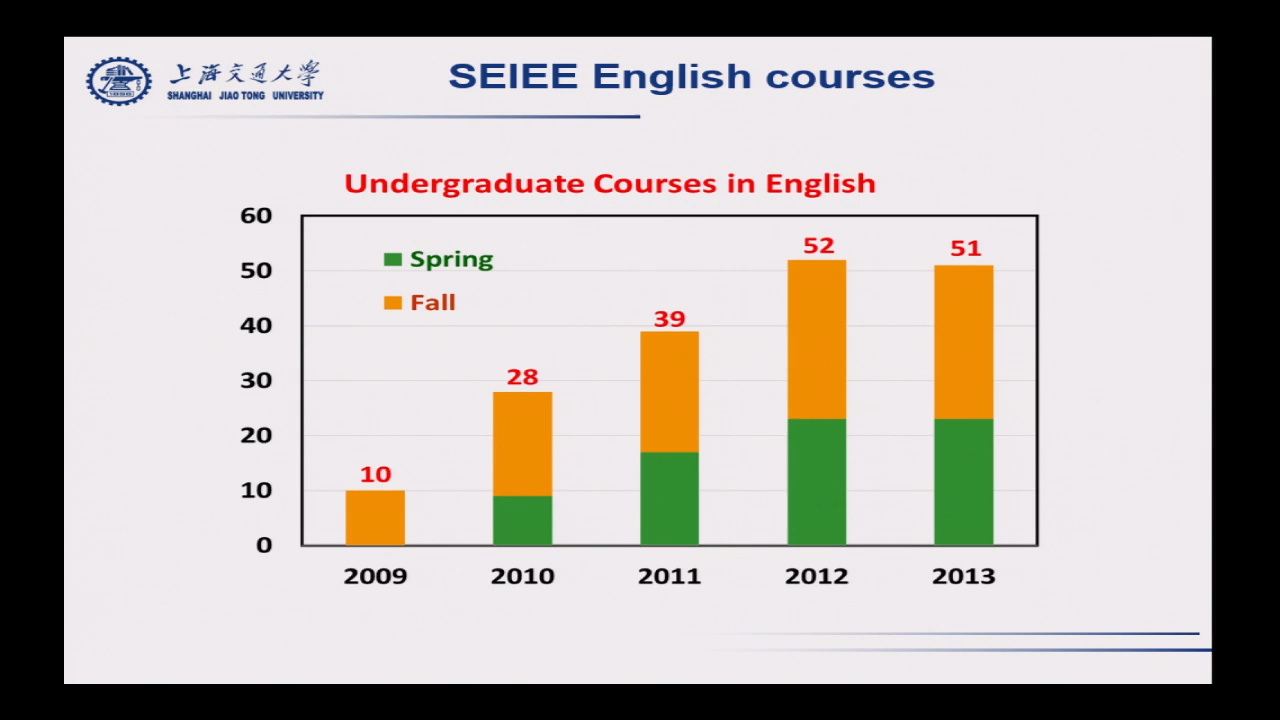 上海交通大学
SHANGHAI JIAO TONG UNIVERSITY
SEIEE English courses
Undergraduate Courses in English
60
50
40
30
20
10
0
Spring
Fall
10
28
39
52
51
2009 2010 2011 2012 2013